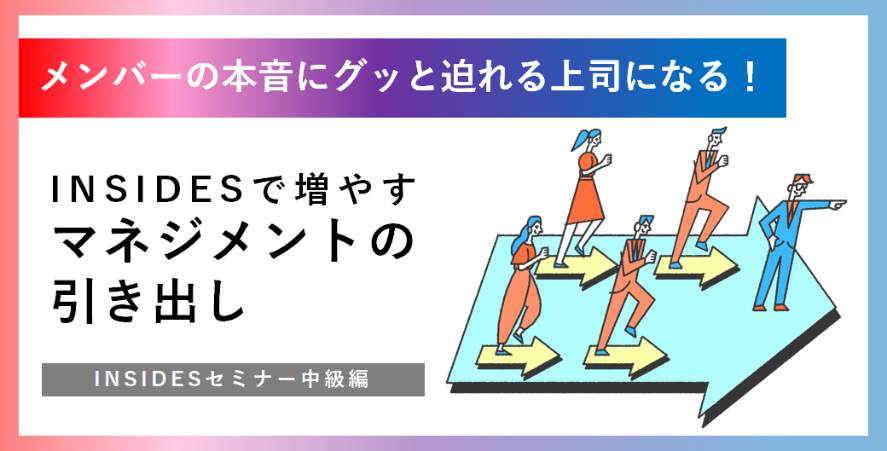 メンバーの本音にグッと迫れる上司になる！
INSIDESで増やす
マネジメントの
引き出し
INSIDESセミナー中級編